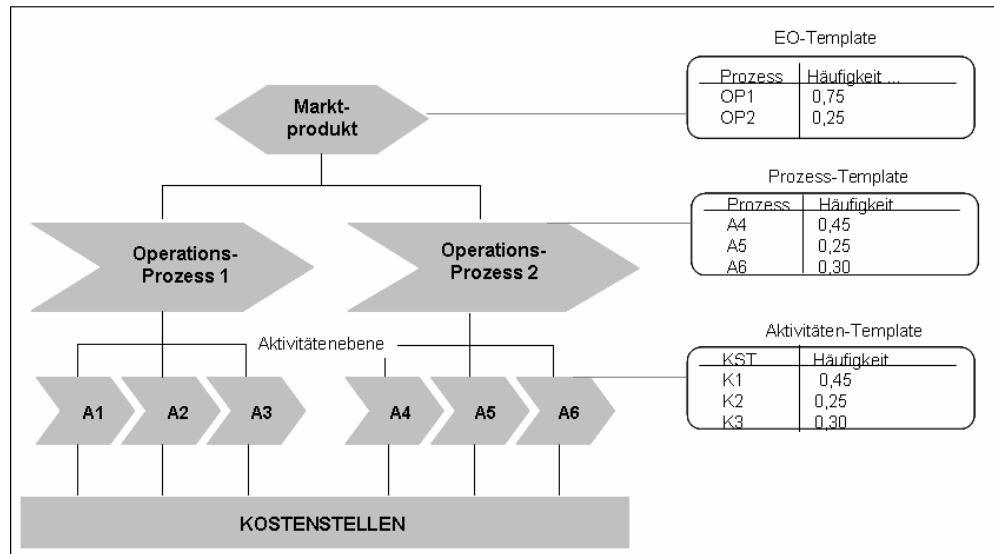 EO-Template
Prozess Häufigkeit ...
OP1 0,75
OP2 0,25
Markt-
produkt
Prozess-Template
Prozess Häufigkeit
A4 0,45
A5 0,25
A6 0,30
Operations-
Prozess 1
Operations-
Prozess 2
Aktivitätenebene
Aktivitäten-Template
KST Häufigkeit
K1 0,45
K2 0,25
K3 0,30
A1 A2 A3 A4 A5 A6
KOSTENSTELLEN